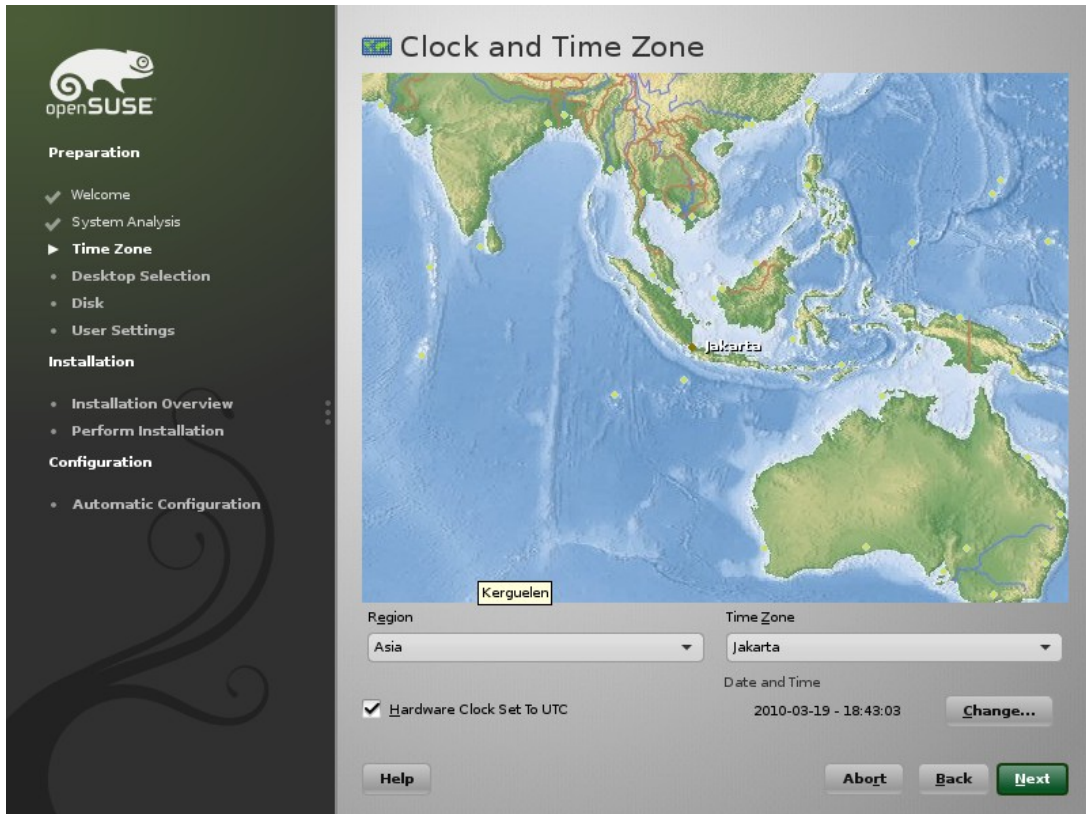 openSUSE
Preparation
Welcome
System Analysis
Time Zone
Desktop Selection
Disk
User Settings
Installation
Installation Overview
Perform Installation
Configuration
Automatic Configuration
Clock and Time Zone
Jakarta
Kerguelen
Region
Time Zone
Asia
Jakarta
Hardware Clock Set To UTC
Date and Time
2010-03-19 - 18:43:03
Change...
Help
Abort
Back
Next